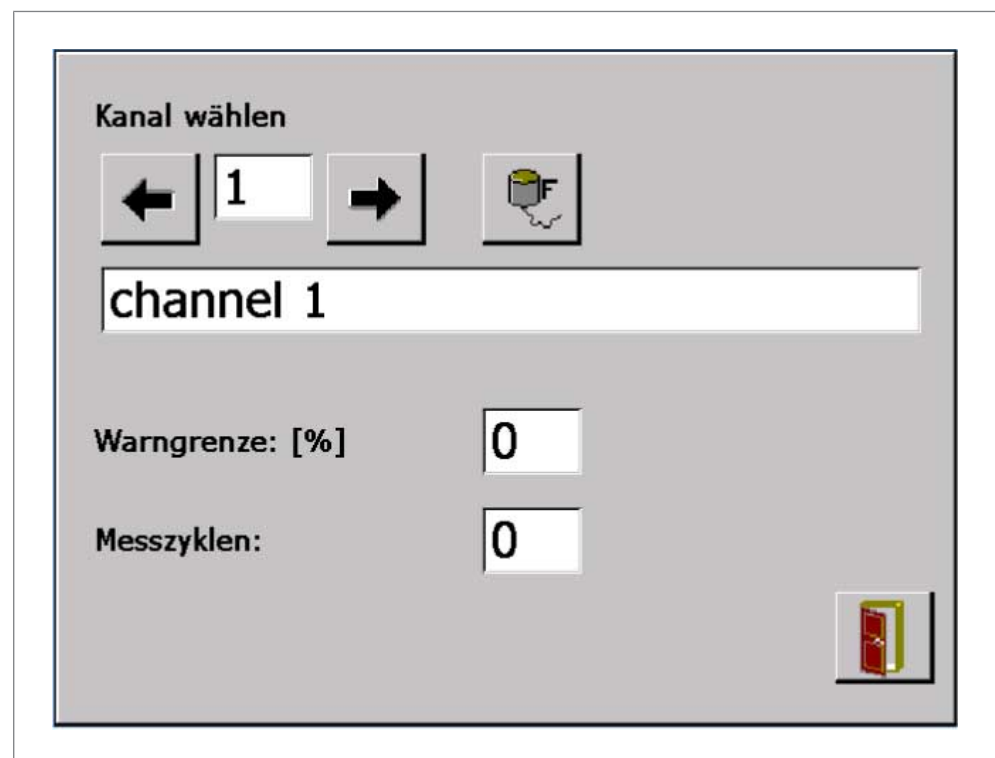 Kanal wählen
1
F
channel 1
Warngrenze: [%] 0
Messzyklen: 0